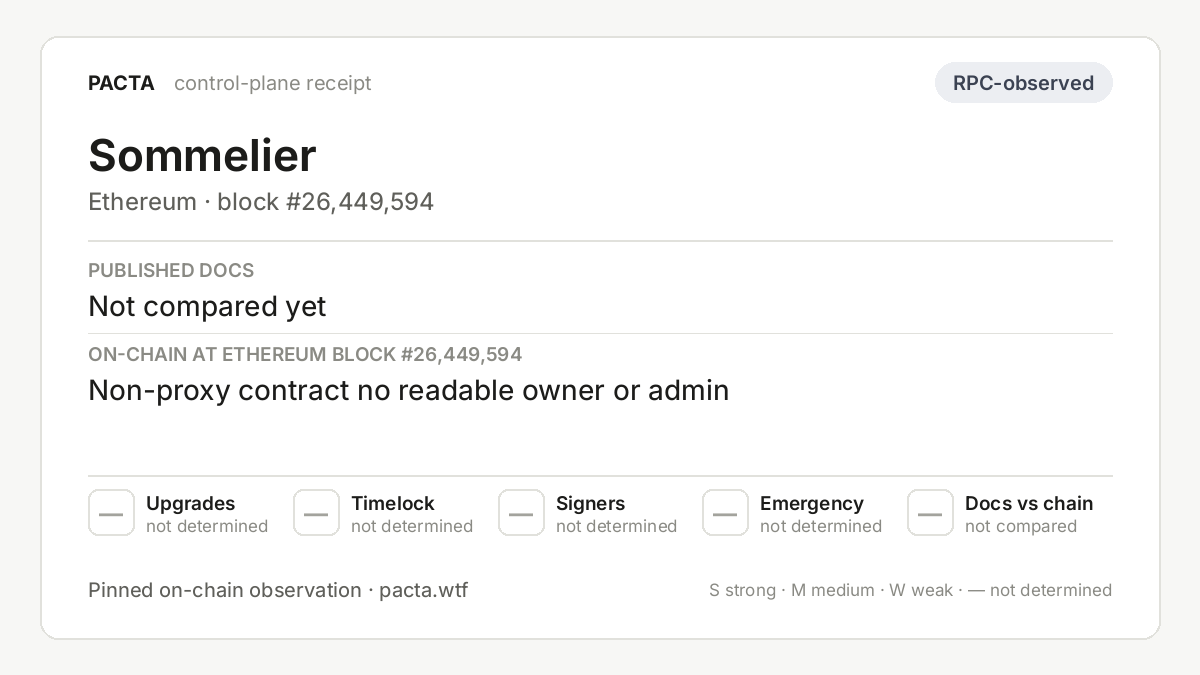 PACTA control-plane receipt
RPC-observed
Sommelier
Ethereum · block #26,449,594
PUBLISHED DOCS
Not compared yet
ON-CHAIN AT ETHEREUM BLOCK #26,449,594
Non-proxy contract no readable owner or admin
— Upgrades
not determined
— Timelock
not determined
— Signers
not determined
— Emergency
not determined
— Docs vs chain
not compared
Pinned on-chain observation · pacta.wtf
S strong · M medium · W weak · — not determined